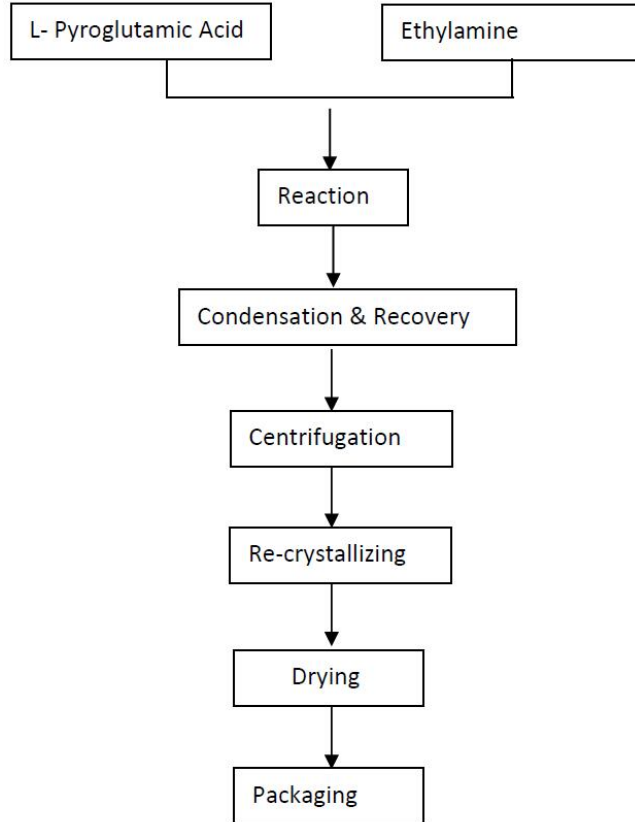 L- Pyroglutamic Acid
Ethylamine
Reaction
Condensation & Recovery
Centrifugation
Re-crystallizing
Drying
Packaging